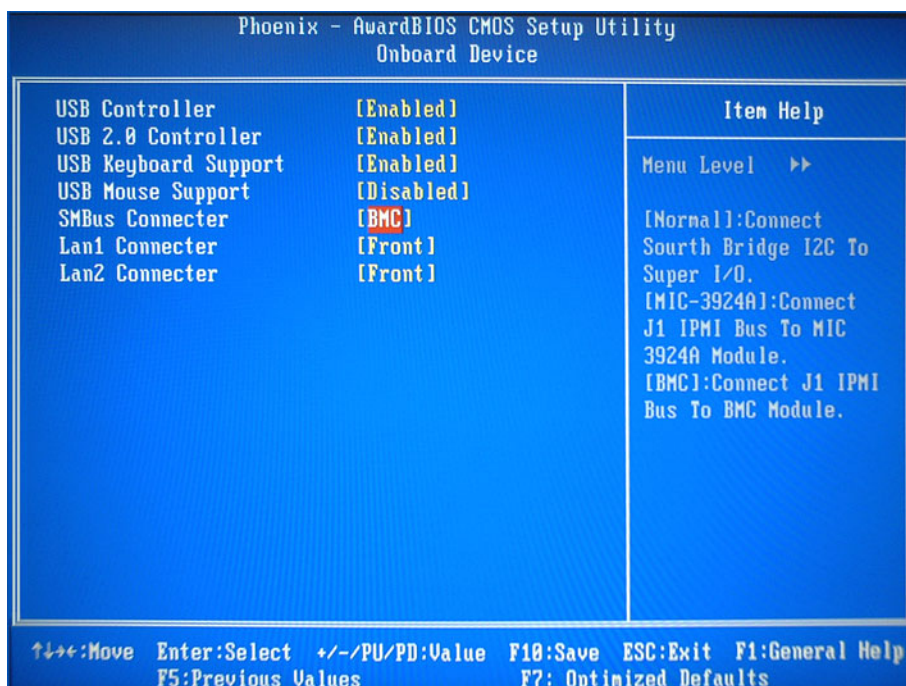 Phoenix - AwardBIOS CMOS Setup Utility
Onboard Device
USB Controller [Enabled]
USB 2.0 Controller [Enabled]
USB Keyboard Support [Enabled]
USB Mouse Support [Disabled]
SMBus Connecter [BMC]
Lan1 Connecter [Front]
Lan2 Connecter [Front]
Item Help
Menu Level ▸▸
[Normal]:Connect
Sourth Bridge I2C To
Super I/O.
[MIC-3924A]:Connect
J1 IPMI Bus To MIC
3924A Module.
[BMC]:Connect J1 IPMI
Bus To BMC Module.
↑↓→←:Move Enter:Select +/-/PU/PD:Value F10:Save ESC:Exit F1:General Help
F5:Previous Values F7: Optimized Defaults